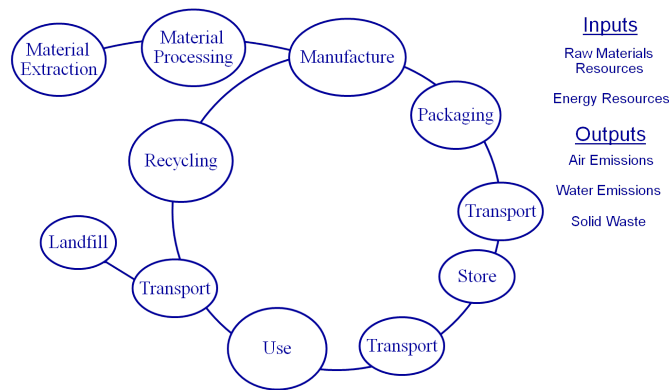 Material
Extraction
Material
Processing
Manufacture
Packaging
Transport
Store
Transport
Use
Transport
Landfill
Recycling
Inputs
Raw Materials
Resources
Energy Resources
Outputs
Air Emissions
Water Emissions
Solid Waste